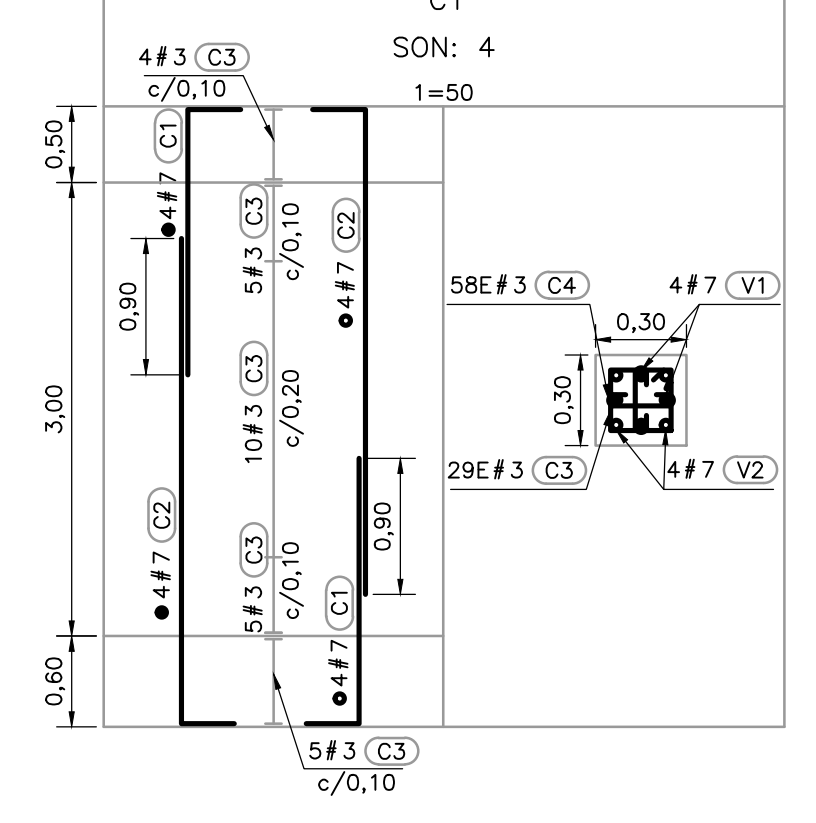 C1
SON: 4
4#3 C3
c/0,10
1=50
0,50
C1
4#7
5#3 C3
c/0,10
C2
4#7
0,90
58E#3 C4
4#7 V1
0,30
0,30
3,00
10#3 C3
c/0,20
29E#3 C3
4#7 V2
4#7 C2
5#3 C3
c/0,10
0,90
4#7 C1
0,60
5#3 C3
c/0,10